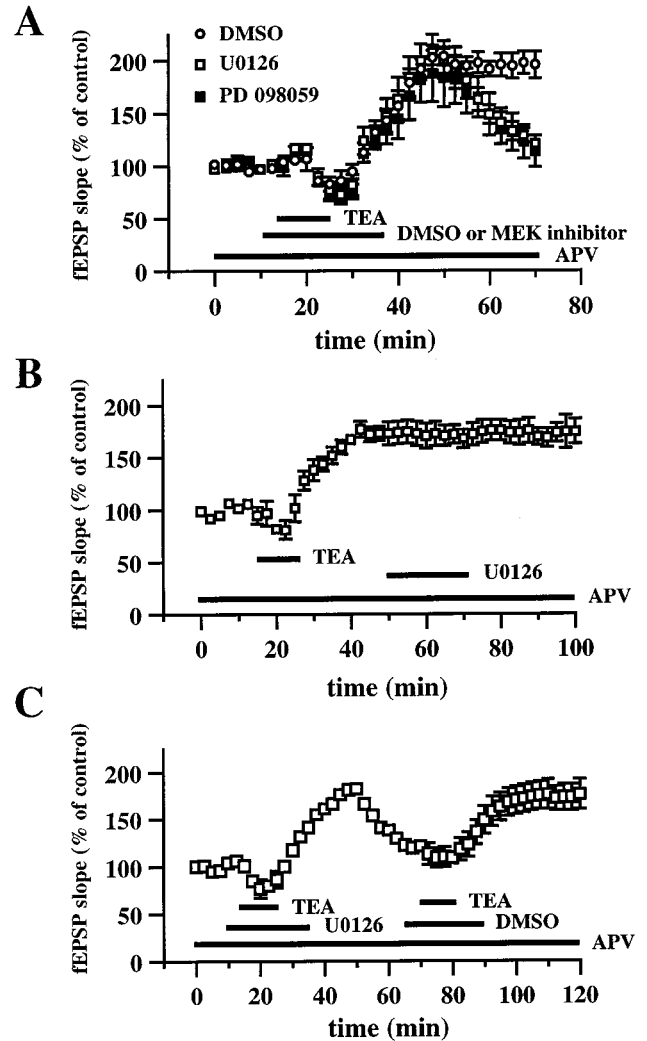 A
DMSO
U0126
PD 098059
fEPSP slope (% of control)
200
150
100
50
0
TEA
DMSO or MEK inhibitor
APV
0 20 40 60 80
time (min)
B
fEPSP slope (% of control)
200
150
100
50
0
TEA
U0126
APV
0 20 40 60 80 100
time (min)
C
fEPSP slope (% of control)
200
150
100
50
0
TEA TEA
U0126 DMSO
APV
0 20 40 60 80 100 120
time (min)